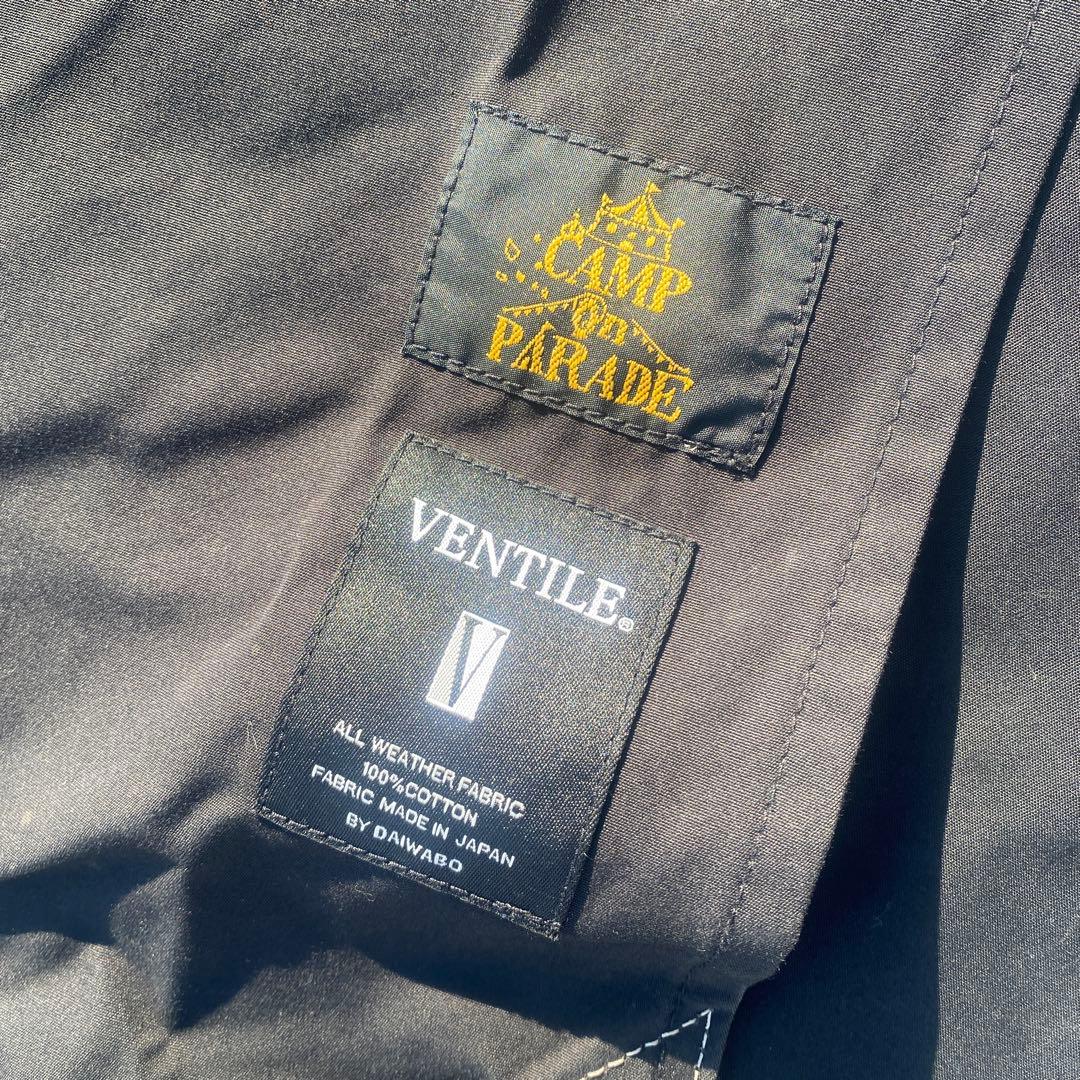 CAMP
On
PARADE
VENTILE®
V
ALL WEATHER FABRIC
100%COTTON
FABRIC MADE IN JAPAN
BY DAIWABO